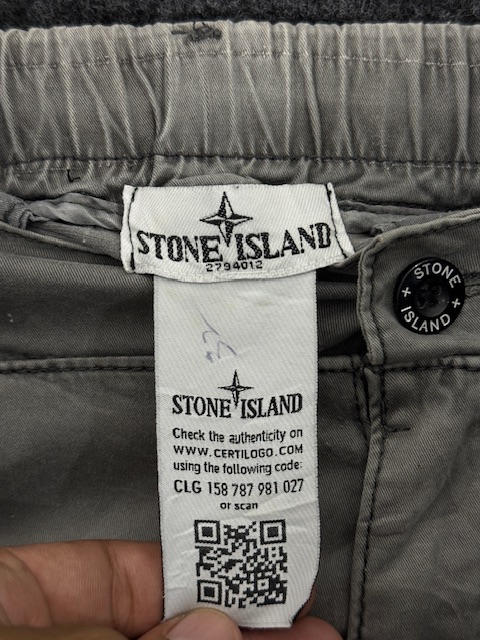 STONE ISLAND
2794012
STONE ISLAND
STONE ISLAND
Check the authenticity on
WWW.CERTILOGO.COM
using the following code:
CLG 158 787 981 027
or scan